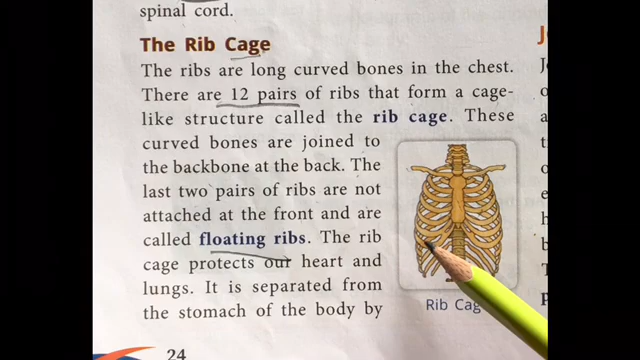 spinal cord.
The Rib Cage
The ribs are long curved bones in the chest.
There are 12 pairs of ribs that form a cage-
like structure called the rib cage. These
curved bones are joined to
the backbone at the back. The
last two pairs of ribs are not
attached at the front and are
called floating ribs. The rib
cage protects our heart and
lungs. It is separated from
the stomach of the body by
Rib Cag
24